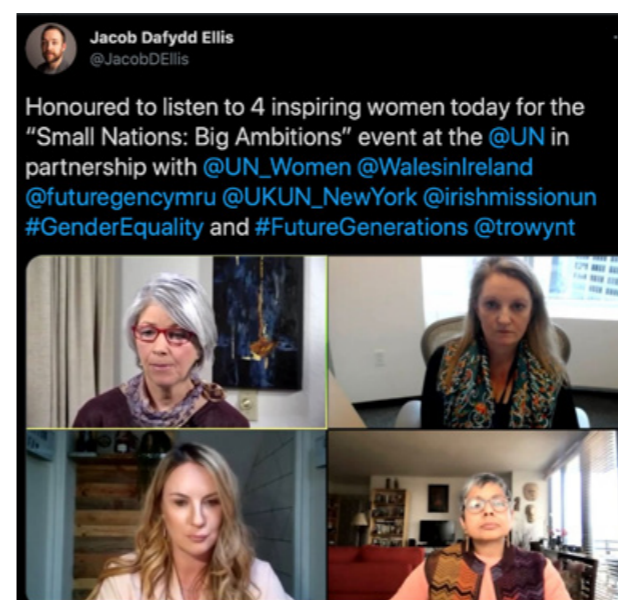 Jacob Dafydd Ellis
@JacobDEllis
Honoured to listen to 4 inspiring women today for the
“Small Nations: Big Ambitions” event at the @UN in
partnership with @UN_Women @WalesinIreland
@futuregencymru @UKUN_NewYork @irishmissionun
#GenderEquality and #FutureGenerations @trowynt